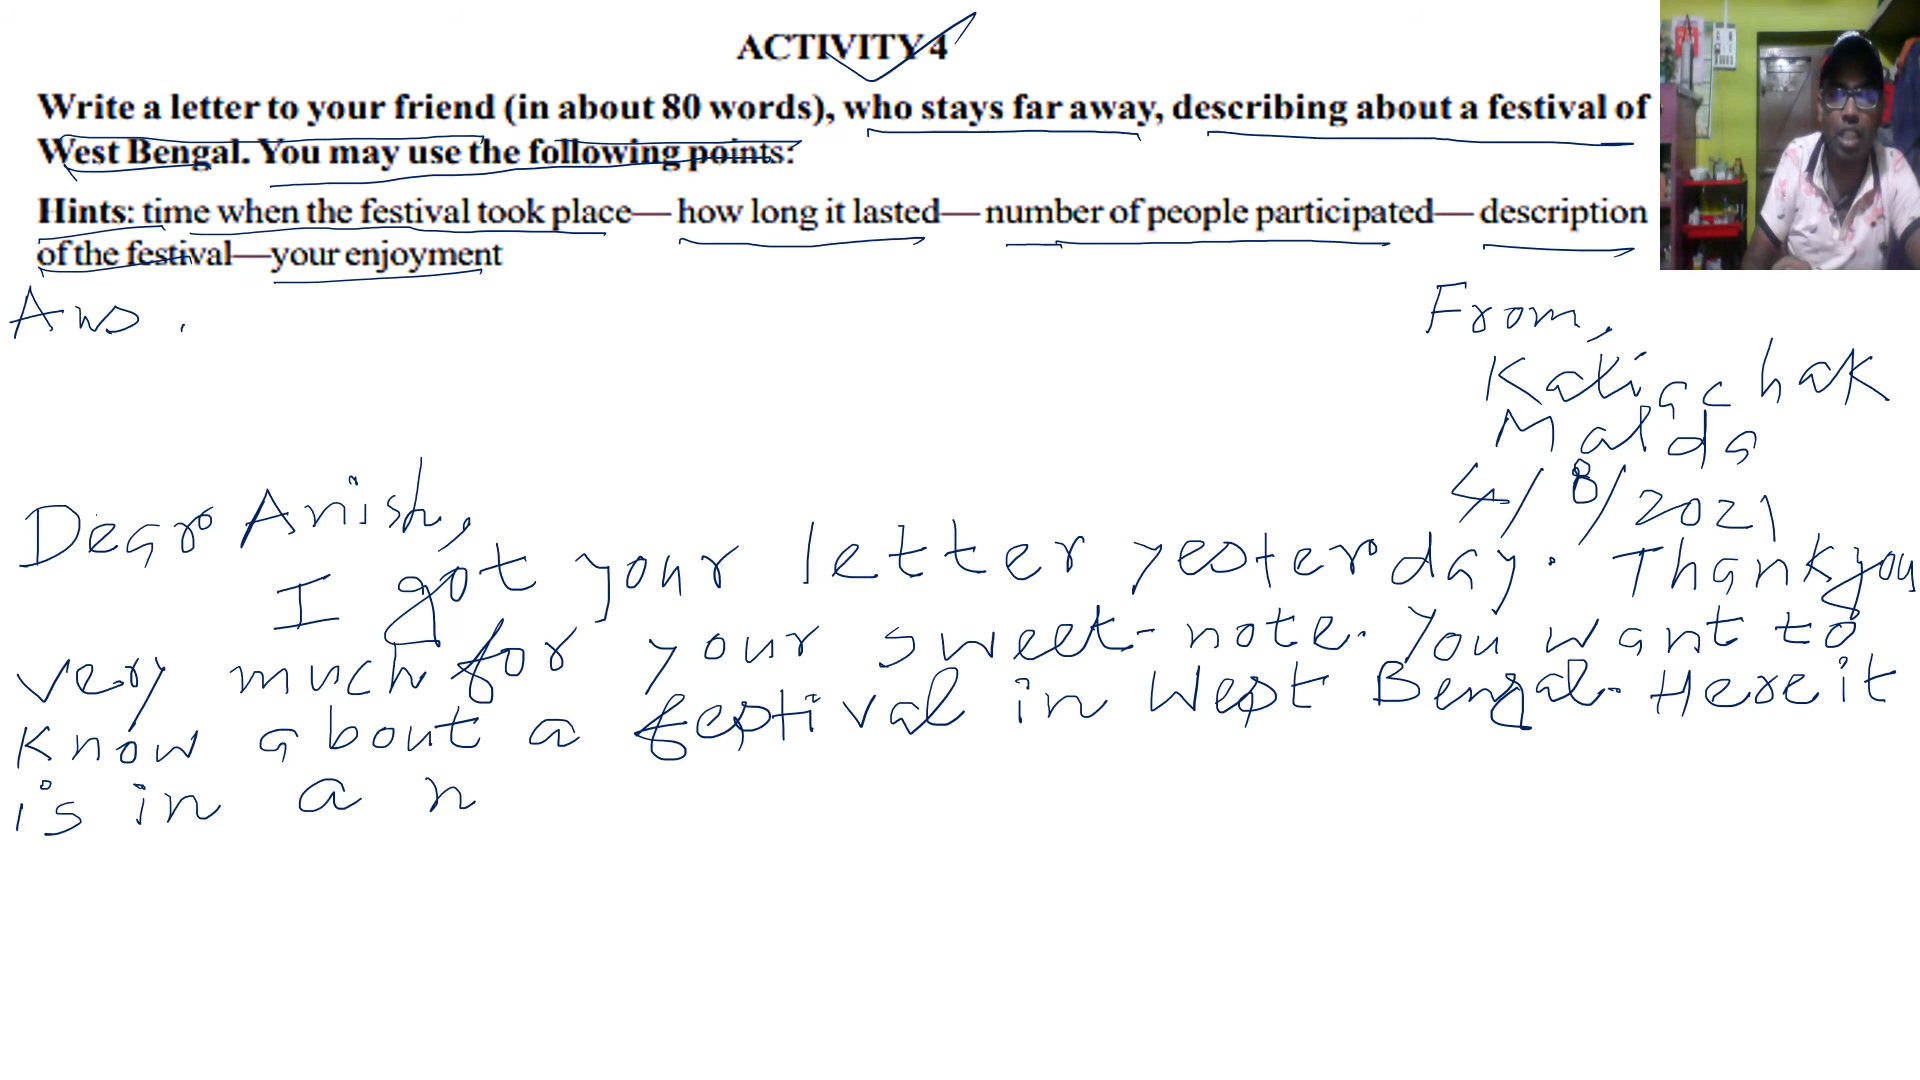 ACTIVITY 4
Write a letter to your friend (in about 80 words), who stays far away, describing about a festival of
West Bengal. You may use the following points:
Hints: time when the festival took place—how long it lasted—number of people participated—description
of the festival—your enjoyment
Ans.
From,
Kaliachak
Malda
4/8/2021
Dear Anish,
I got your letter yesterday. Thank you
very much for your sweet-note. You want to
know about a festival in West Bengal. Here it
is in a n